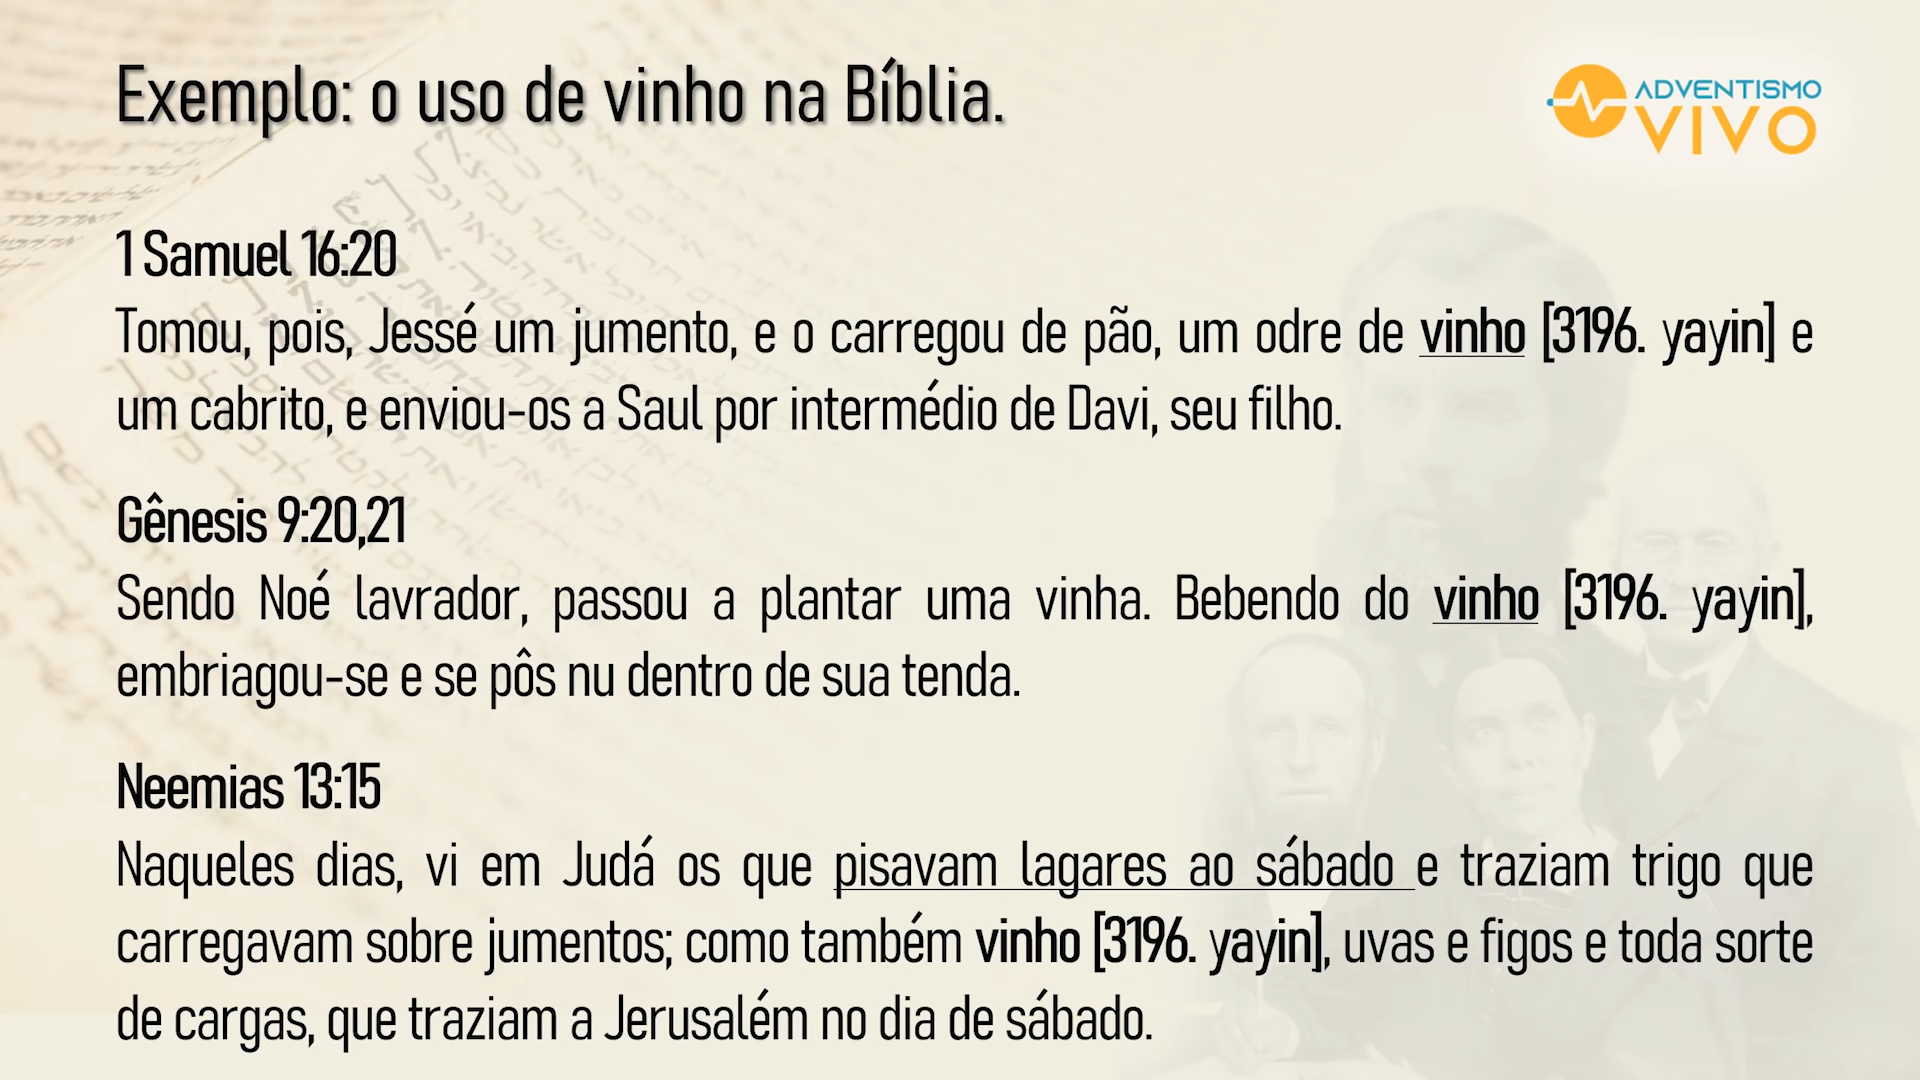 Exemplo: o uso de vinho na Bíblia.
ADVENTISMO
VIVO
1 Samuel 16:20
Tomou, pois, Jessé um jumento, e o carregou de pão, um odre de vinho [3196. yayin] e
um cabrito, e enviou-os a Saul por intermédio de Davi, seu filho.
Gênesis 9:20,21
Sendo Noé lavrador, passou a plantar uma vinha. Bebendo do vinho [3196. yayin],
embriagou-se e se pôs nu dentro de sua tenda.
Neemias 13:15
Naqueles dias, vi em Judá os que pisavam lagares ao sábado e traziam trigo que
carregavam sobre jumentos; como também vinho [3196. yayin], uvas e figos e toda sorte
de cargas, que traziam a Jerusalém no dia de sábado.